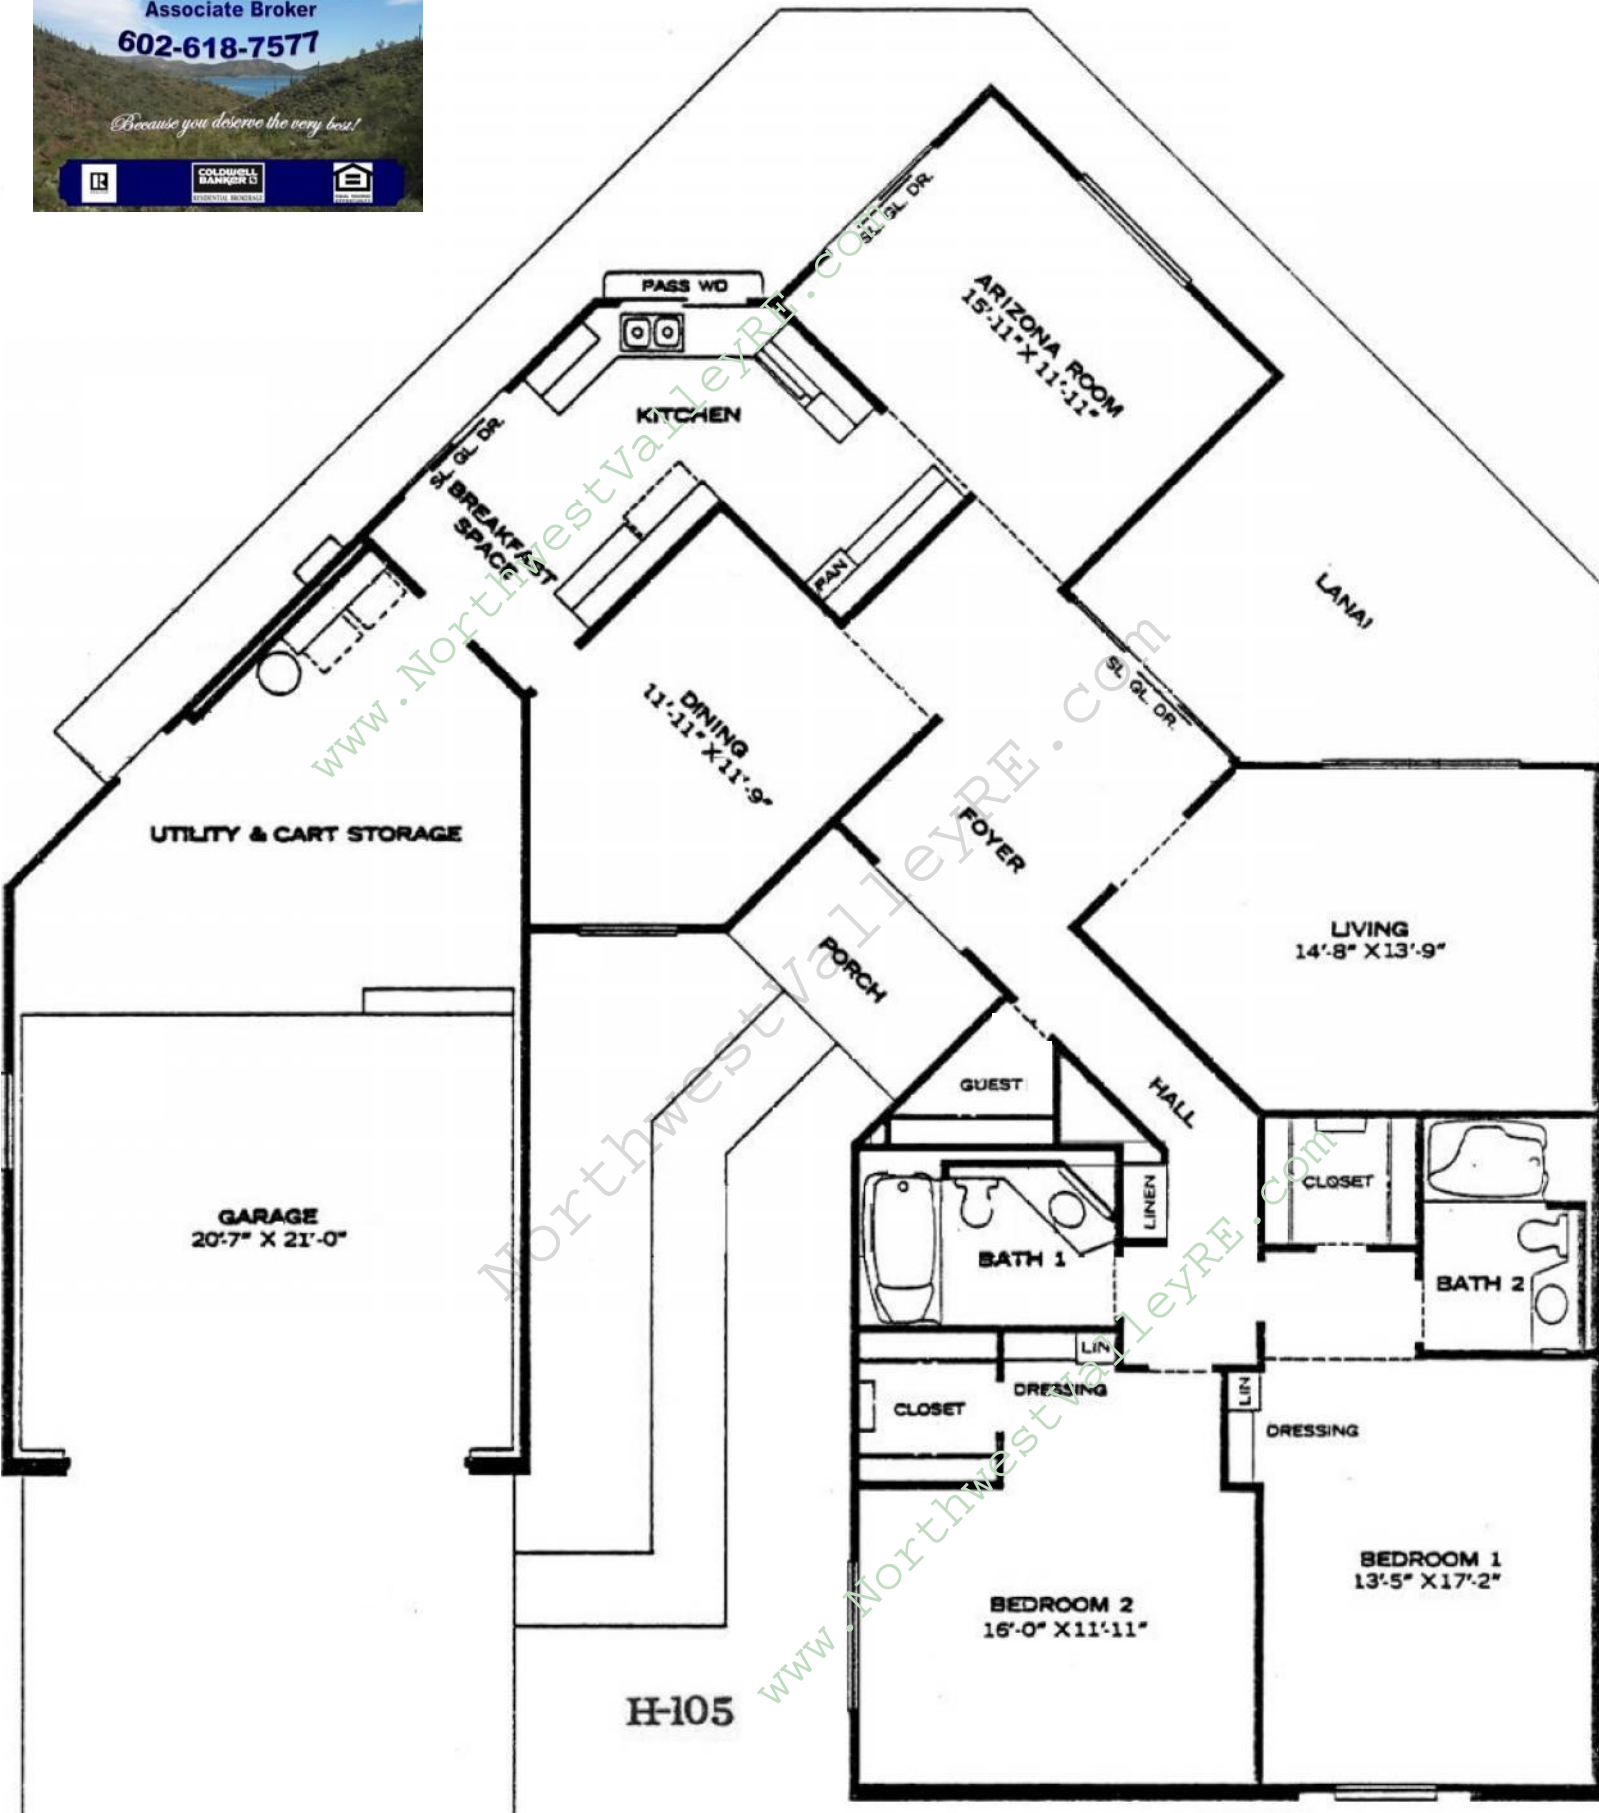 Associate Broker
602-618-7577
Because you deserve the very best!
R
COLDWELL
BANKER
RESIDENTIAL BROKERAGE
SL. GL. DR.
ARIZONA ROOM
15'-11" X 11'-11"
PASS WD
KITCHEN
SL. GL. DR.
BREAKFAST
SPACE
PAN
LANAI
SL. GL. DR.
DINING
11'-11" X 11'-9"
FOYER
UTILITY & CART STORAGE
LIVING
14'-8" X 13'-9"
PORCH
GUEST
HALL
CLOSET
LINEN
GARAGE
20'-7" X 21'-0"
BATH 1
BATH 2
LIN
DRESSING
CLOSET
LIN
DRESSING
BEDROOM 1
13'-5" X 17'-2"
BEDROOM 2
16'-0" X 11'-11"
H-105
www.NorthwestValleyRE.com
NorthwestValleyRE.com
www.NorthwestValleyRE.com